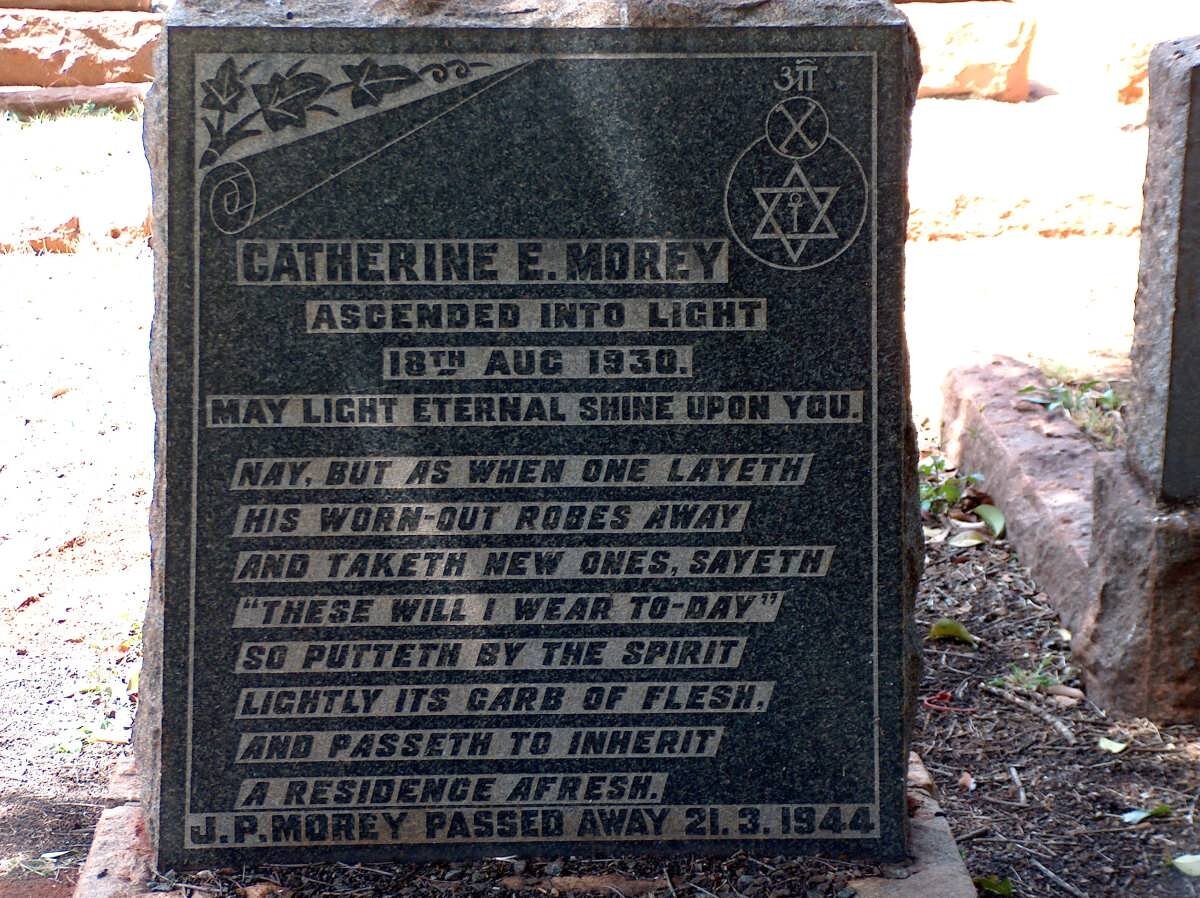 CATHERINE E. MOREY
ASCENDED INTO LIGHT
18TH AUG 1930.
MAY LIGHT ETERNAL SHINE UPON YOU.
NAY, BUT AS WHEN ONE LAYETH
HIS WORN-OUT ROBES AWAY
AND TAKETH NEW ONES, SAYETH
"THESE WILL I WEAR TO-DAY"
SO PUTTETH BY THE SPIRIT
LIGHTLY ITS GARB OF FLESH,
AND PASSETH TO INHERIT
A RESIDENCE AFRESH.
J.P. MOREY PASSED AWAY 21.3.1944